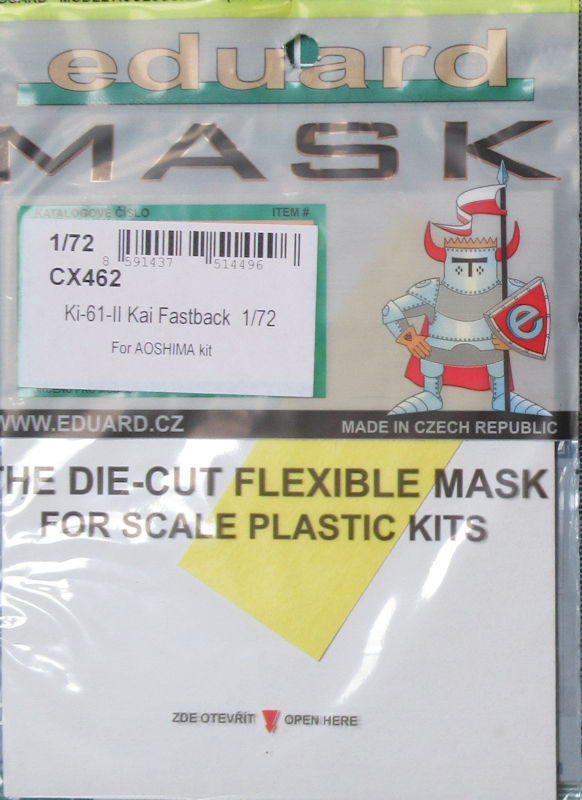 eduard
MASK
KATALOGOVÉ ČÍSLO ITEM #
1/72
8 591437 514496
CX462
Ki-61-II Kai Fastback 1/72
For AOSHIMA kit
e
WWW.EDUARD.CZ
MADE IN CZECH REPUBLIC
THE DIE-CUT FLEXIBLE MASK
FOR SCALE PLASTIC KITS
ZDE OTEVŘÍT OPEN HERE